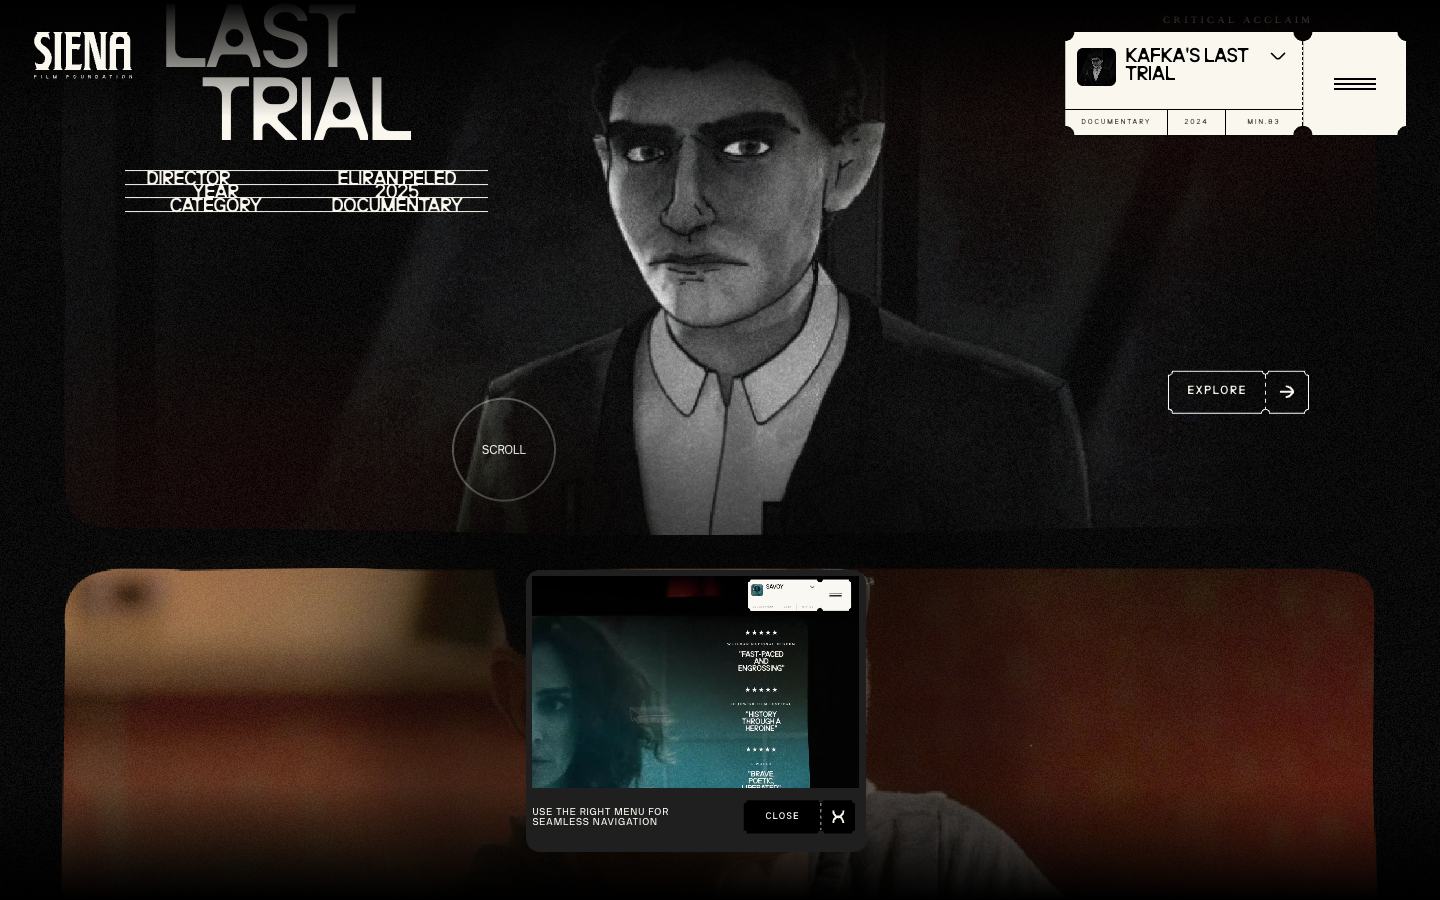 SIENA
FILM FOUNDATION
LAST
TRIAL
DIRECTOR ELIRAN PELED
YEAR 2025
CATEGORY DOCUMENTARY
CRITICAL ACCLAIM
KAFKA'S LAST
TRIAL
DOCUMENTARY 2024 MIN.83
EXPLORE
SCROLL
SAVOY
"FAST-PACED
AND
ENGROSSING"
"HISTORY
THROUGH A
HEROINE"
"BRAVE,
POETIC,
LIBERATED"
USE THE RIGHT MENU FOR
SEAMLESS NAVIGATION
CLOSE